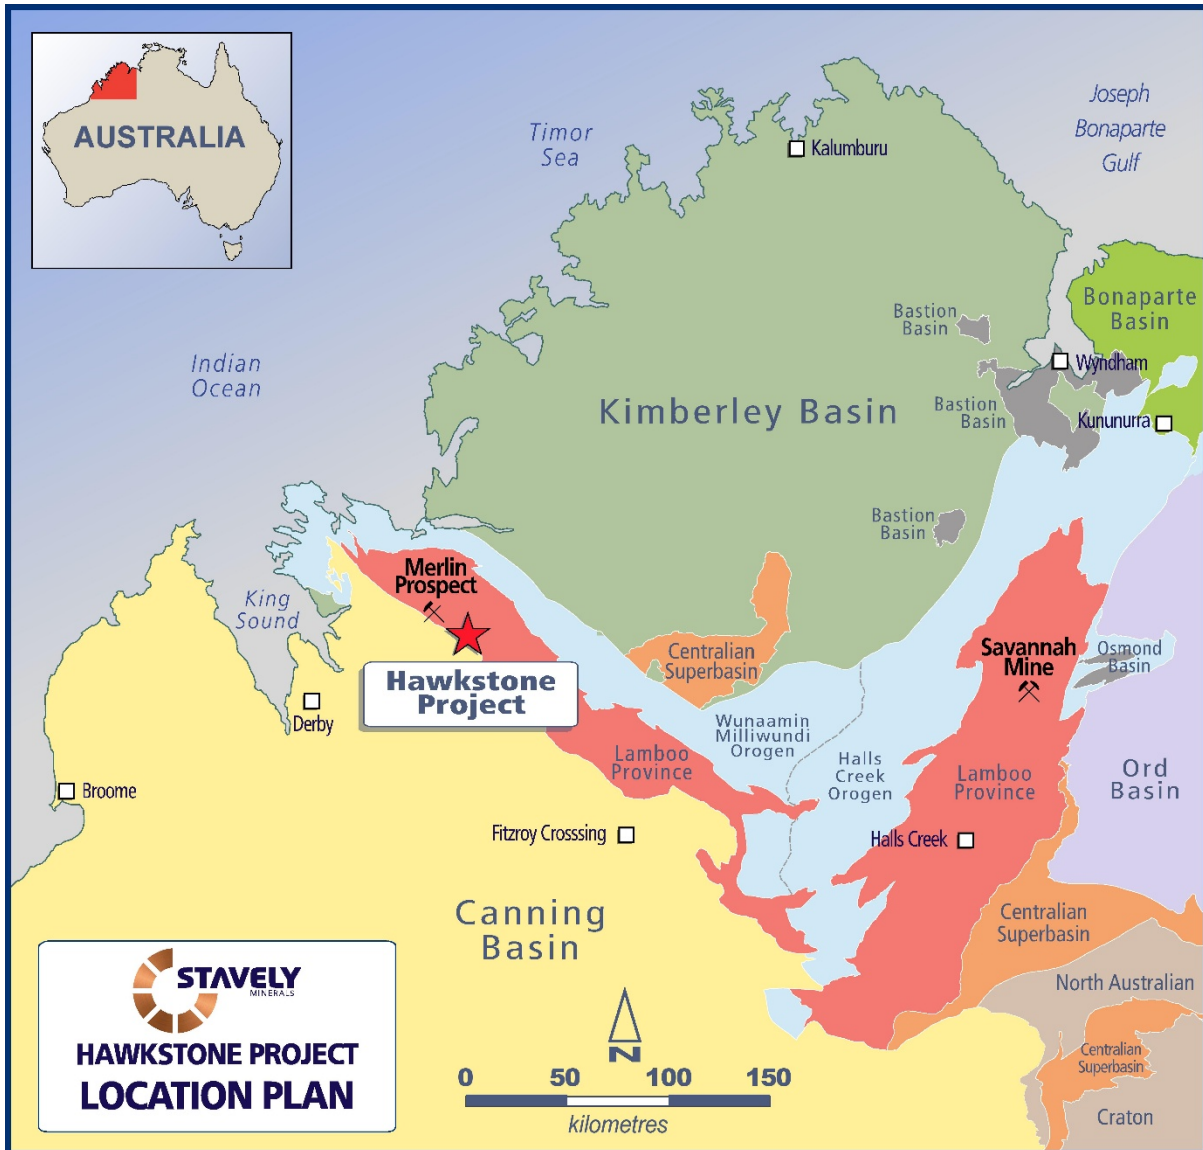 AUSTRALIA
Timor
Sea
Joseph
Bonaparte
Gulf
Kalumburu
Indian
Ocean
Bonaparte
Basin
Bastion
Basin
Wyndham
Kimberley Basin
Bastion
Basin
Kununurra
Bastion
Basin
Merlin
Prospect
King
Sound
Hawkstone
Project
Centralian
Superbasin
Savannah
Mine
Osmond
Basin
Derby
Wunaamin
Milliwundi
Orogen
Halls
Creek
Orogen
Lamboo
Province
Lamboo
Province
Ord
Basin
Broome
Fitzroy Crosssing
Halls Creek
Canning
Basin
Centralian
Superbasin
North Australian
Centralian
Superbasin
Craton
STAVELY
MINERALS
HAWKSTONE PROJECT
LOCATION PLAN
N
0 50 100 150
kilometres